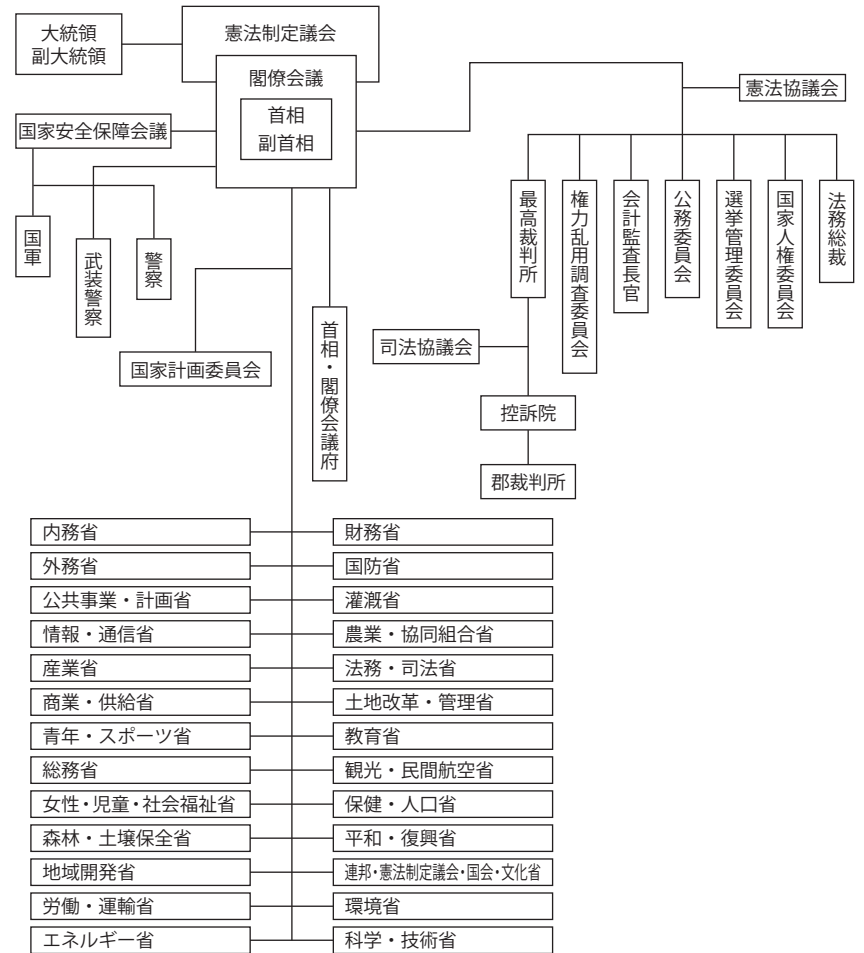 大統領
副大統領
憲法制定議会
閣僚会議
首相
副首相
憲法協議会
国家安全保障会議
国軍
武装警察
警察
最高裁判所
権力乱用調査委員会
会計監査長官
公務委員会
選挙管理委員会
国家人権委員会
法務総裁
国家計画委員会
首相・閣僚会議府
司法協議会
控訴院
郡裁判所
内務省
財務省
外務省
国防省
公共事業・計画省
灌漑省
情報・通信省
農業・協同組合省
産業省
法務・司法省
商業・供給省
土地改革・管理省
青年・スポーツ省
教育省
総務省
観光・民間航空省
女性・児童・社会福祉省
保健・人口省
森林・土壌保全省
平和・復興省
地域開発省
連邦・憲法制定議会・国会・文化省
労働・運輸省
環境省
エネルギー省
科学・技術省